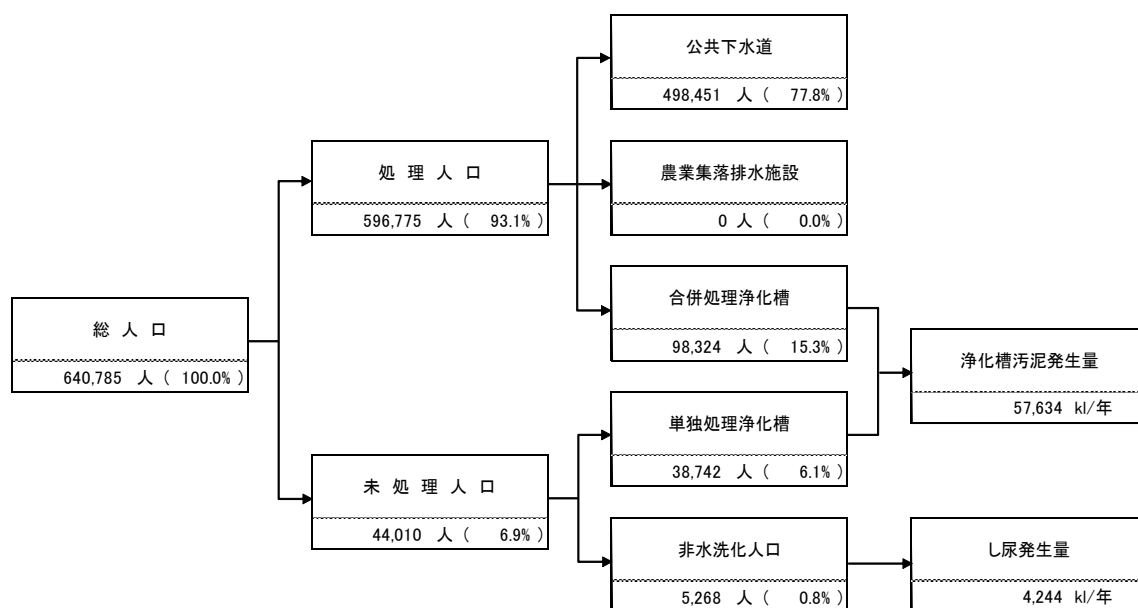 総人口
640,785 人 ( 100.0% )
処理人口
596,775 人 ( 93.1% )
未処理人口
44,010 人 ( 6.9% )
公共下水道
498,451 人 ( 77.8% )
農業集落排水施設
0 人 ( 0.0% )
合併処理浄化槽
98,324 人 ( 15.3% )
単独処理浄化槽
38,742 人 ( 6.1% )
非水洗化人口
5,268 人 ( 0.8% )
浄化槽汚泥発生量
57,634 kl/年
し尿発生量
4,244 kl/年